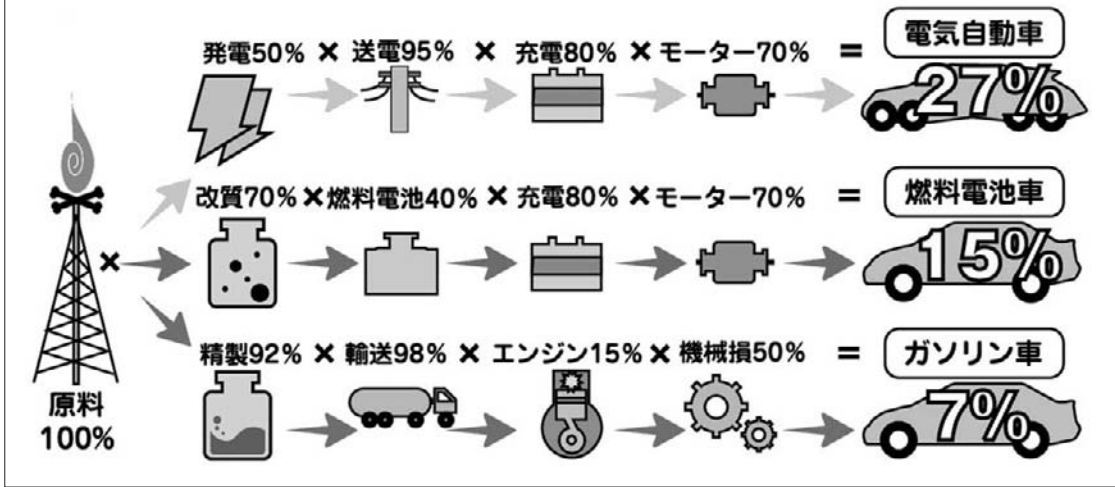 発電50% × 送電95% × 充電80% × モーター70% = 電気自動車
27%
改質70% × 燃料電池40% × 充電80% × モーター70% = 燃料電池車
×
15%
精製92% × 輸送98% × エンジン15% × 機械損50% = ガソリン車
7%
原料
100%